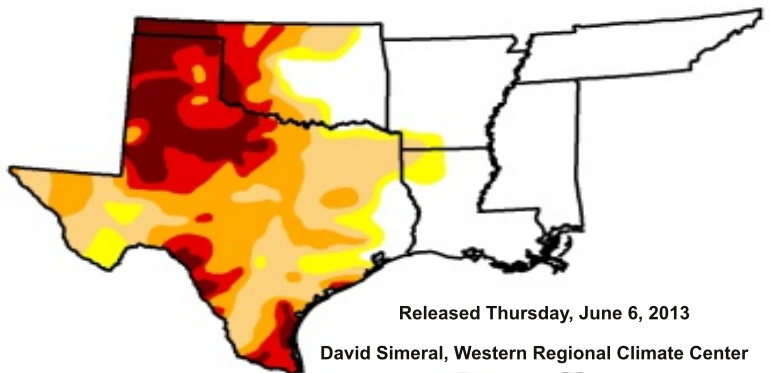 Released Thursday, June 6, 2013
David Simeral, Western Regional Climate Center